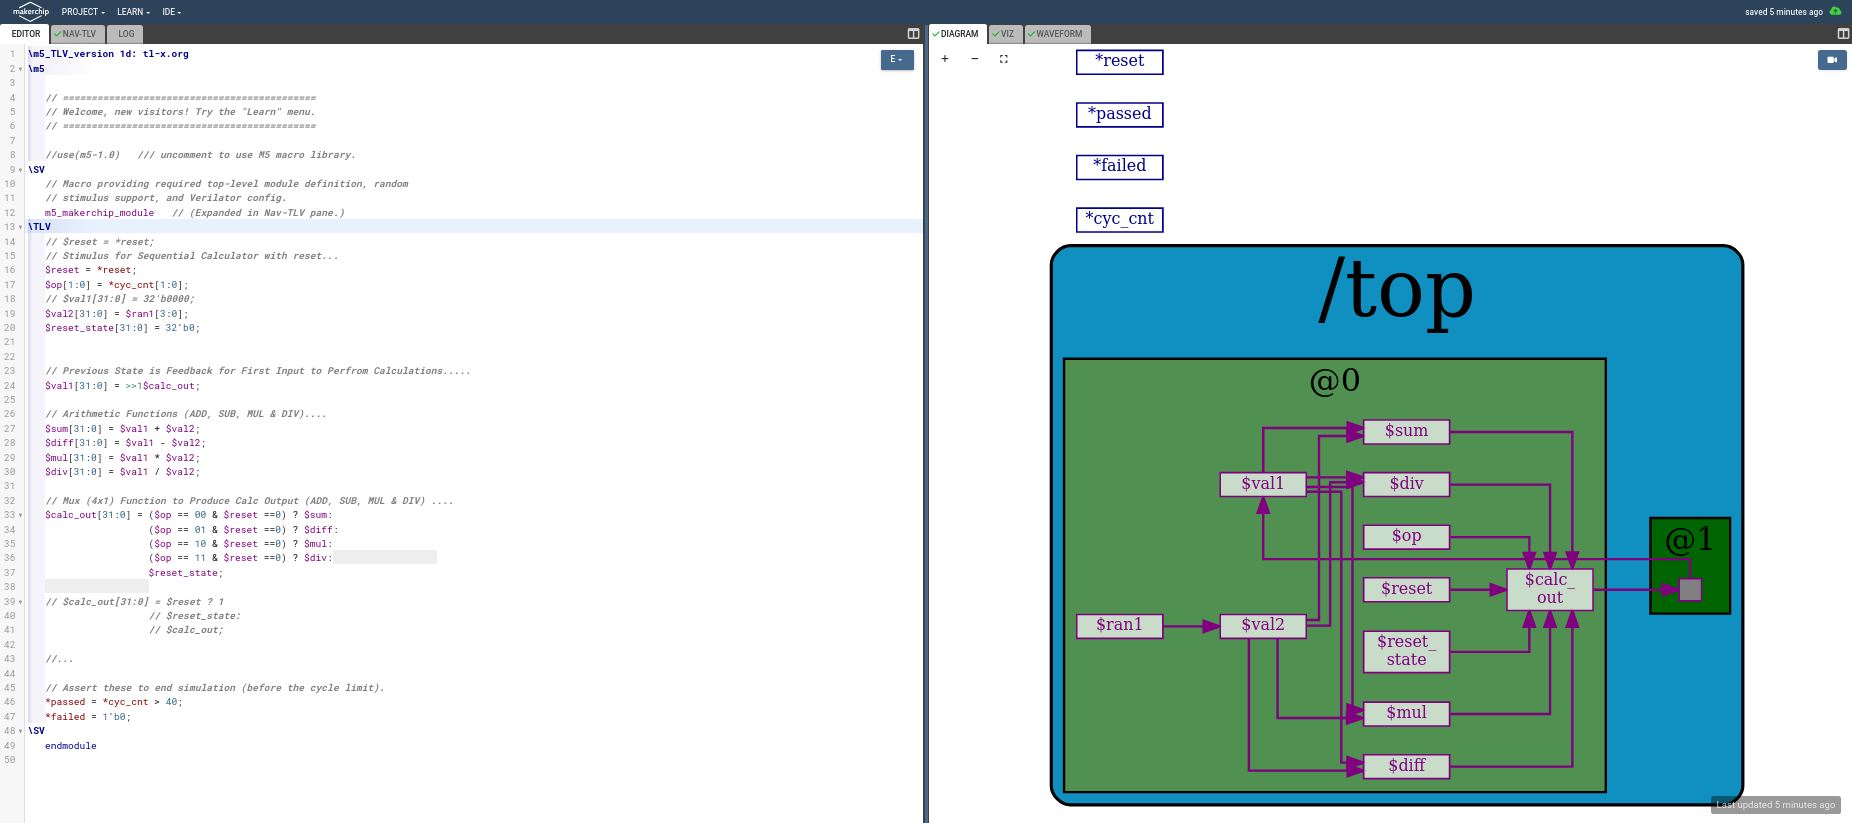 makerchip
PROJECT
LEARN
IDE
saved 5 minutes ago
EDITOR
NAV-TLV
LOG
E
1 \m5_TLV_version 1d: tl-x.org
2 \m5
3
4 // ============================================
5 // Welcome, new visitors! Try the "Learn" menu.
6 // ============================================
7
8 //use(m5-1.0)   /// uncomment to use M5 macro library.
9 \SV
10 // Macro providing required top-level module definition, random
11 // stimulus support, and Verilator config.
12 m5_makerchip_module   // (Expanded in Nav-TLV pane.)
13 \TLV
14 // $reset = *reset;
15 // Stimulus for Sequential Calculator with reset...
16 $reset = *reset;
17 $op[1:0] = *cyc_cnt[1:0];
18 // $val1[31:0] = 32'b0000;
19 $val2[31:0] = $ran1[3:0];
20 $reset_state[31:0] = 32'b0;
21
22
23 // Previous State is Feedback for First Input to Perfrom Calculations.....
24 $val1[31:0] = >>1$calc_out;
25
26 // Arithmetic Functions (ADD, SUB, MUL & DIV)....
27 $sum[31:0] = $val1 + $val2;
28 $diff[31:0] = $val1 - $val2;
29 $mul[31:0] = $val1 * $val2;
30 $div[31:0] = $val1 / $val2;
31
32 // Mux (4x1) Function to Produce Calc Output (ADD, SUB, MUL & DIV) ....
33 $calc_out[31:0] = ($op == 00 & $reset ==0) ? $sum:
34 ($op == 01 & $reset ==0) ? $diff:
35 ($op == 10 & $reset ==0) ? $mul:
36 ($op == 11 & $reset ==0) ? $div:
37 $reset_state;
38
39 // $calc_out[31:0] = $reset ? 1
40 // $reset_state:
41 // $calc_out;
42
43 //...
44
45 // Assert these to end simulation (before the cycle limit).
46 *passed = *cyc_cnt > 40;
47 *failed = 1'b0;
48 \SV
49 endmodule
50
DIAGRAM
VIZ
WAVEFORM
+
−
*reset
*passed
*failed
*cyc_cnt
/top
@0
$sum
$val1
$div
$op
@1
$reset
$calc_
out
$ran1
$val2
$reset_
state
$mul
$diff
Last updated 5 minutes ago